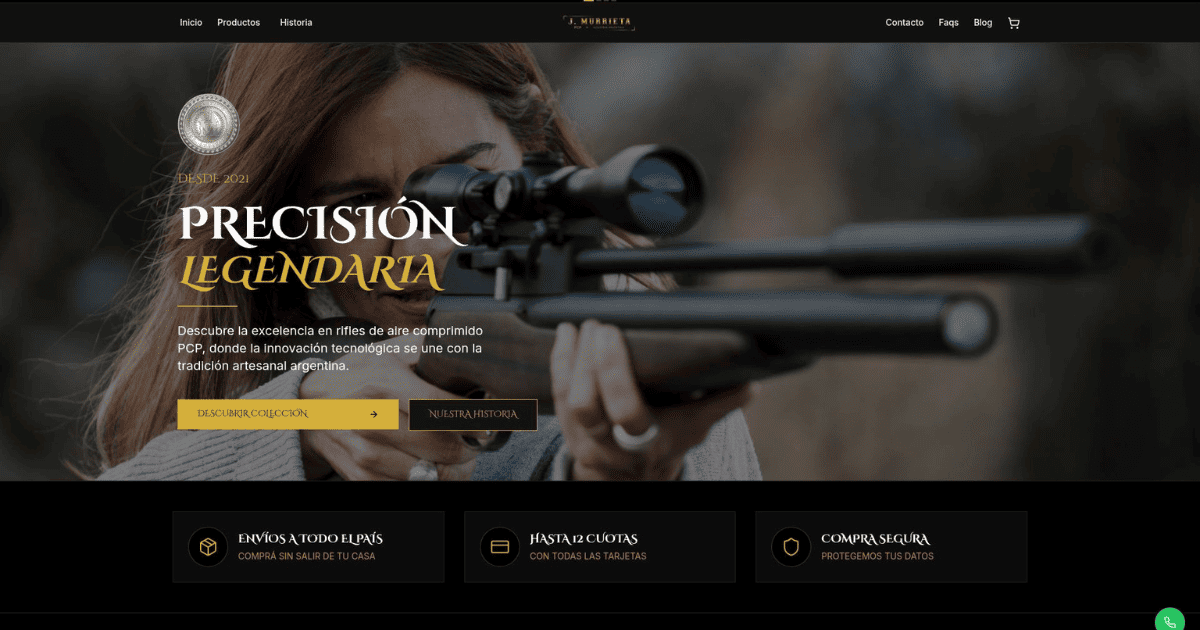 Inicio Productos Historia
J. MURRIETA
Contacto Faqs Blog
DESDE 2021
PRECISIÓN
LEGENDARIA
Descubre la excelencia en rifles de aire comprimido
PCP, donde la innovación tecnológica se une con la
tradición artesanal argentina.
DESCUBRIR COLECCIÓN
NUESTRA HISTORIA
ENVÍOS A TODO EL PAÍS
COMPRÁ SIN SALIR DE TU CASA
HASTA 12 CUOTAS
CON TODAS LAS TARJETAS
COMPRA SEGURA
PROTEGEMOS TUS DATOS